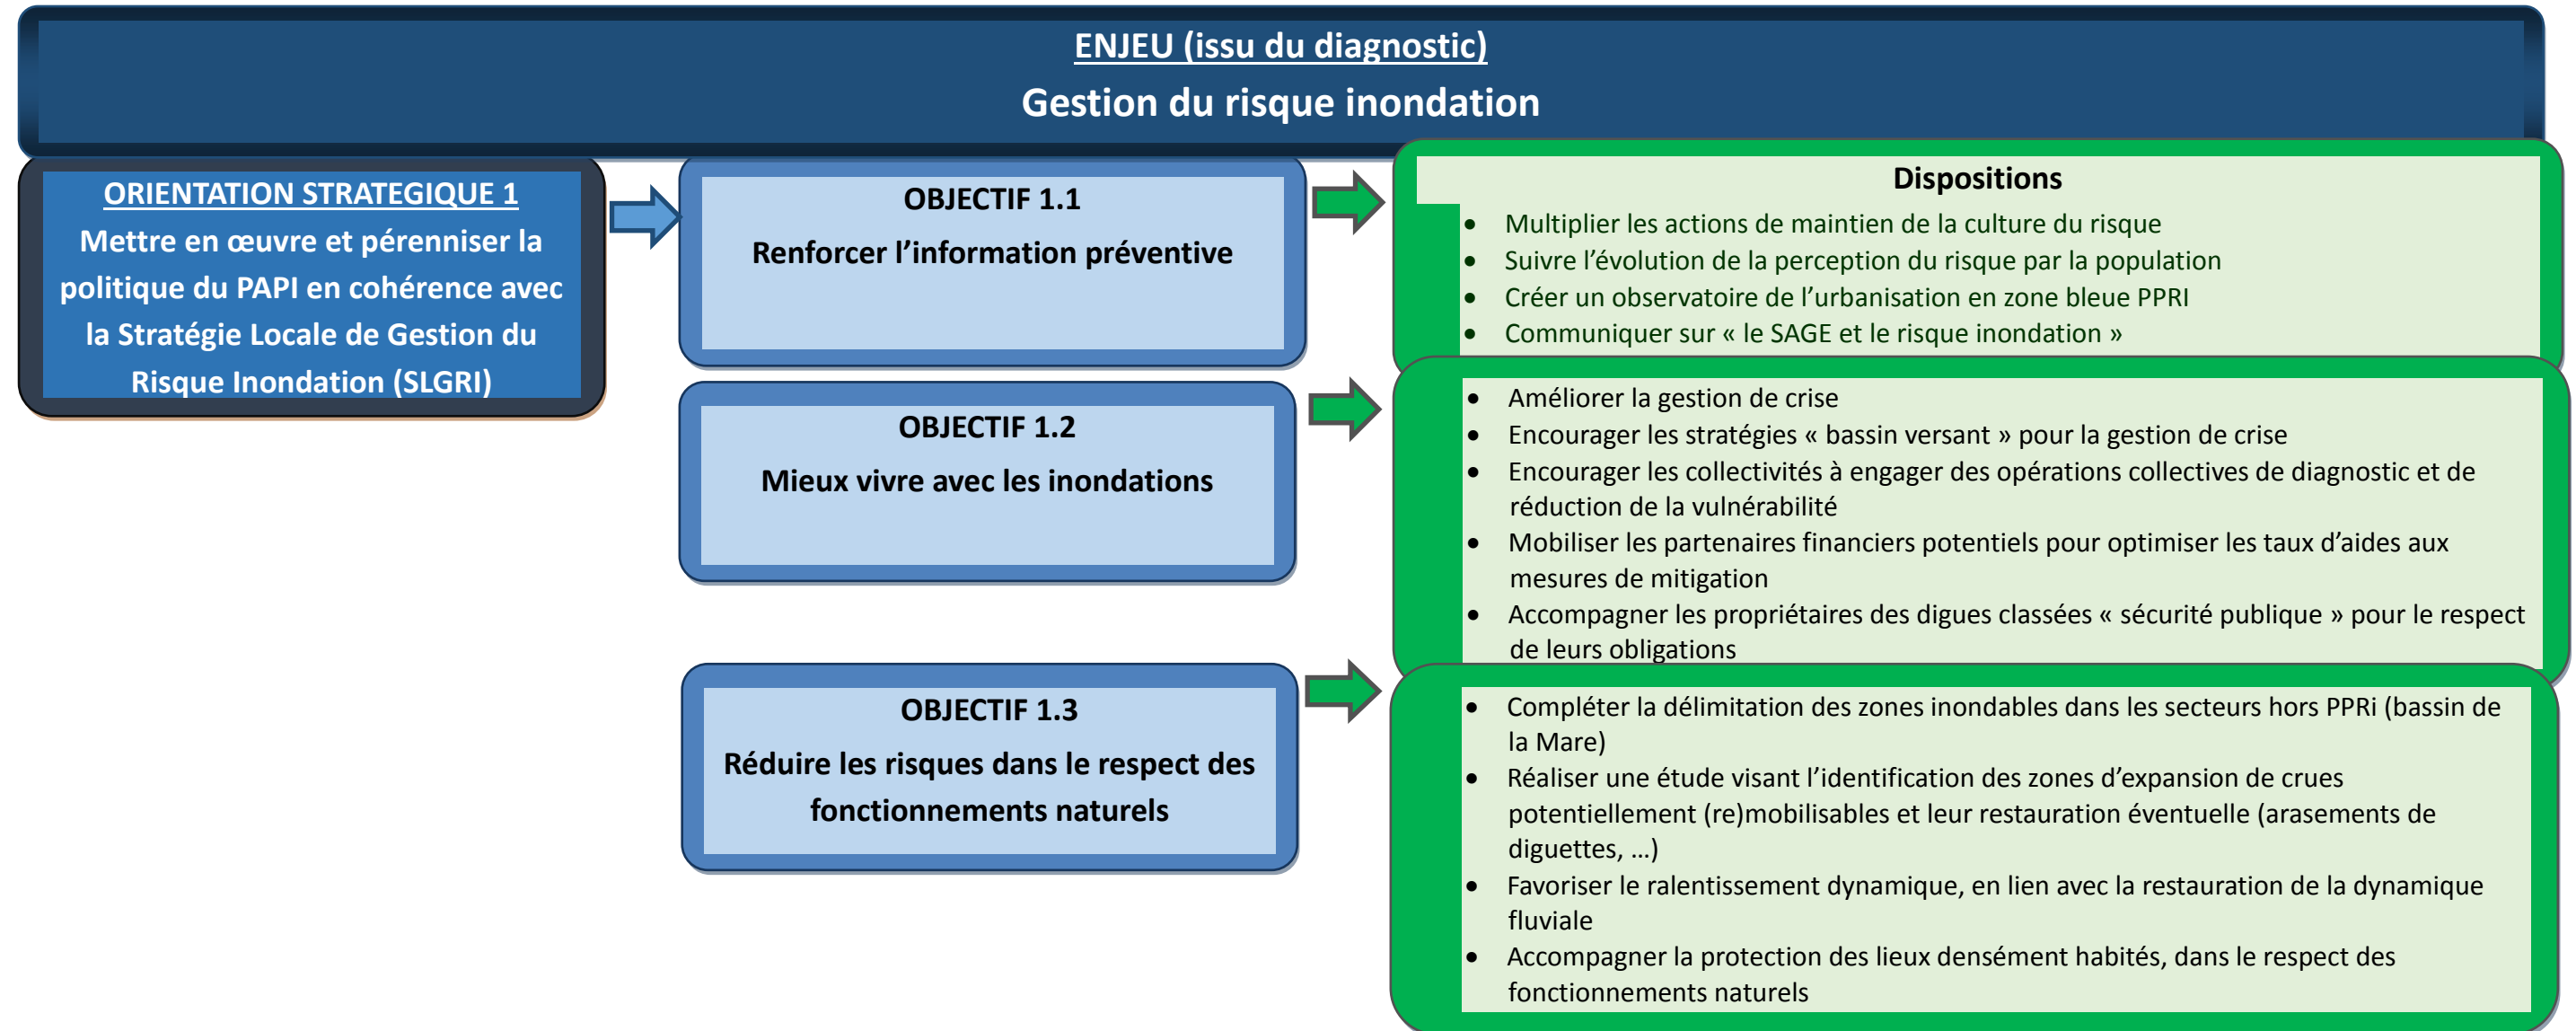 ENJEU (issu du diagnostic)
Gestion du risque inondation
ORIENTATION STRATEGIQUE 1
Mettre en œuvre et pérenniser la
politique du PAPI en cohérence avec
la Stratégie Locale de Gestion du
Risque Inondation (SLGRI)
OBJECTIF 1.1
Renforcer l’information préventive
Dispositions
• Multiplier les actions de maintien de la culture du risque
• Suivre l’évolution de la perception du risque par la population
• Créer un observatoire de l’urbanisation en zone bleue PPRI
• Communiquer sur « le SAGE et le risque inondation »
OBJECTIF 1.2
Mieux vivre avec les inondations
• Améliorer la gestion de crise
• Encourager les stratégies « bassin versant » pour la gestion de crise
• Encourager les collectivités à engager des opérations collectives de diagnostic et de
réduction de la vulnérabilité
• Mobiliser les partenaires financiers potentiels pour optimiser les taux d’aides aux
mesures de mitigation
• Accompagner les propriétaires des digues classées « sécurité publique » pour le respect
de leurs obligations
OBJECTIF 1.3
Réduire les risques dans le respect des
fonctionnements naturels
• Compléter la délimitation des zones inondables dans les secteurs hors PPRi (bassin de
la Mare)
• Réaliser une étude visant l’identification des zones d’expansion de crues
potentiellement (re)mobilisables et leur restauration éventuelle (arasements de
diguettes, …)
• Favoriser le ralentissement dynamique, en lien avec la restauration de la dynamique
fluviale
• Accompagner la protection des lieux densément habités, dans le respect des
fonctionnements naturels